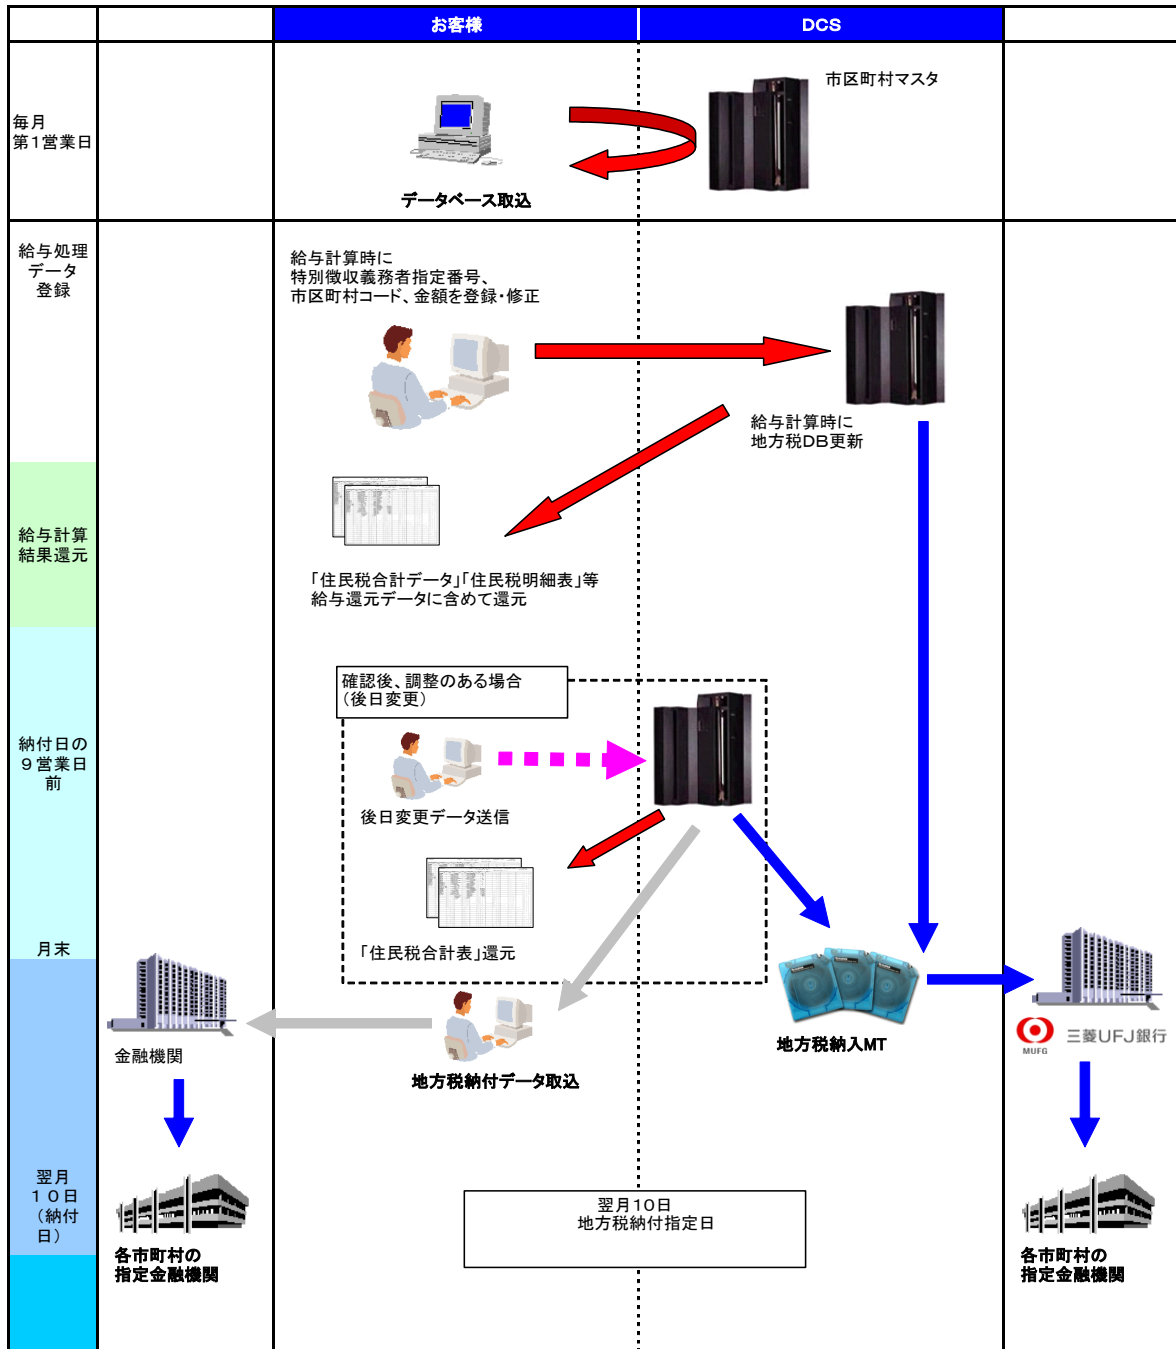 お客様
DCS
毎月
第1営業日
市区町村マスタ
データベース取込
給与処理
データ
登録
給与計算時に
特別徴収義務者指定番号、
市区町村コード、金額を登録・修正
給与計算時に
地方税DB更新
給与計算
結果還元
「住民税合計データ」「住民税明細表」等
給与還元データに含めて還元
確認後、調整のある場合
（後日変更）
納付日の
９営業日
前
後日変更データ送信
「住民税合計表」還元
月末
金融機関
地方税納付データ取込
地方税納入MT
MUFG
三菱UFJ銀行
翌月
１０日
（納付
日）
翌月10日
地方税納付指定日
各市町村の
指定金融機関
各市町村の
指定金融機関